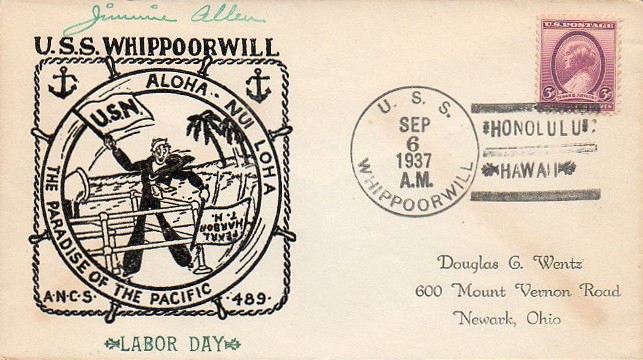 Jimmie Allen
U.S.S. WHIPPOORWILL
ALOHA·· NUI LOHA
U.S.N.
PEARL
HARBOR
T.H.
THE PARADISE OF THE PACIFIC
A·N·C·S· ·489·
LABOR DAY
U.S. POSTAGE
3¢ 3¢
U. S. S.
SEP
6
1937
A.M.
WHIPPOORWILL
HONOLULU
HAWAII
Douglas G. Wentz
600 Mount Vernon Road
Newark, Ohio